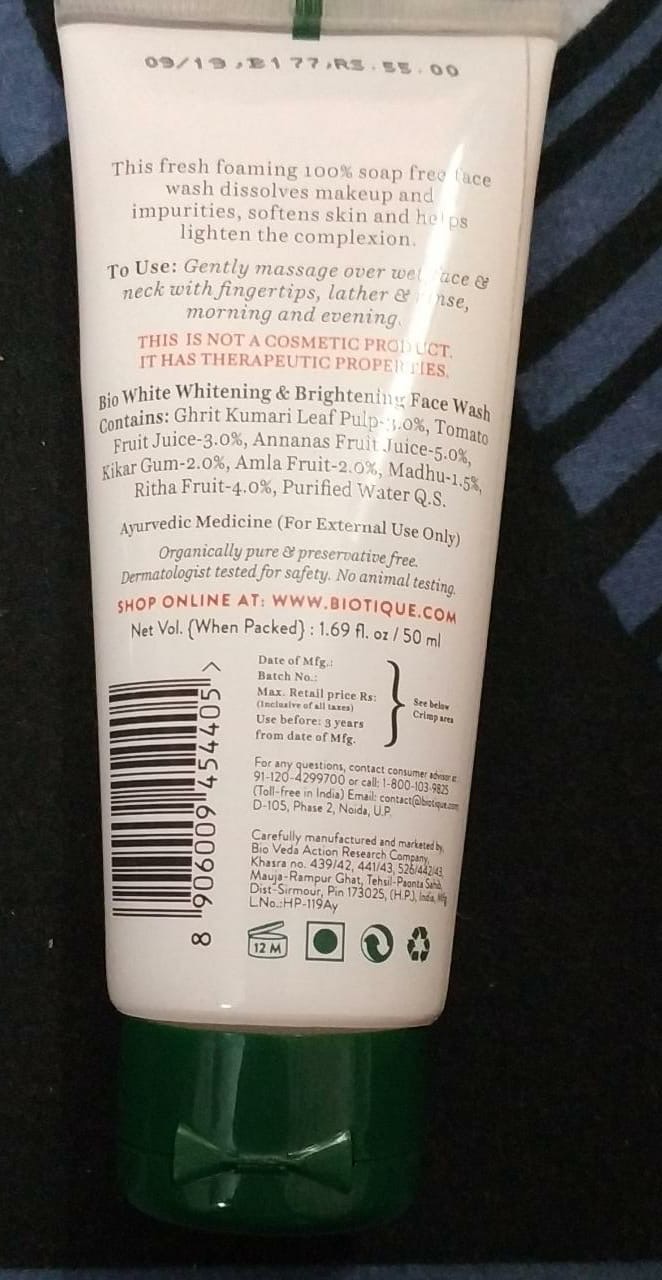 09/19,B177,RS.55.00
This fresh foaming 100% soap free face
wash dissolves makeup and
impurities, softens skin and helps
lighten the complexion.
To Use: Gently massage over wet face &
neck with fingertips, lather & rinse,
morning and evening.
THIS IS NOT A COSMETIC PRODUCT.
IT HAS THERAPEUTIC PROPERTIES.
Bio White Whitening & Brightening Face Wash
Contains: Ghrit Kumari Leaf Pulp-3.0%, Tomato
Fruit Juice-3.0%, Annanas Fruit Juice-5.0%,
Kikar Gum-2.0%, Amla Fruit-2.0%, Madhu-1.5%,
Ritha Fruit-4.0%, Purified Water Q.S.
Ayurvedic Medicine (For External Use Only)
Organically pure & preservative free.
Dermatologist tested for safety. No animal testing.
SHOP ONLINE AT: WWW.BIOTIQUE.COM
Net Vol. {When Packed} : 1.69 fl. oz / 50 ml
Date of Mfg.:
Batch No.:
Max. Retail price Rs:
(Inclusive of all taxes)
Use before: 3 years
from date of Mfg.
See below
Crimp area
For any questions, contact consumer advisor at
91-120-4299700 or call: 1-800-103-9825
(Toll-free in India) Email: contact@biotique.com
D-105, Phase 2, Noida, U.P.
Carefully manufactured and marketed by,
Bio Veda Action Research Company,
Khasra no. 439/42, 441/43, 526/442/43,
Mauja-Rampur Ghat, Tehsil-Paonta Sahib,
Dist-Sirmour, Pin 173025, (H.P.), India, Mfg
L.No.:HP-119Ay
8 906009 454405 >
12 M